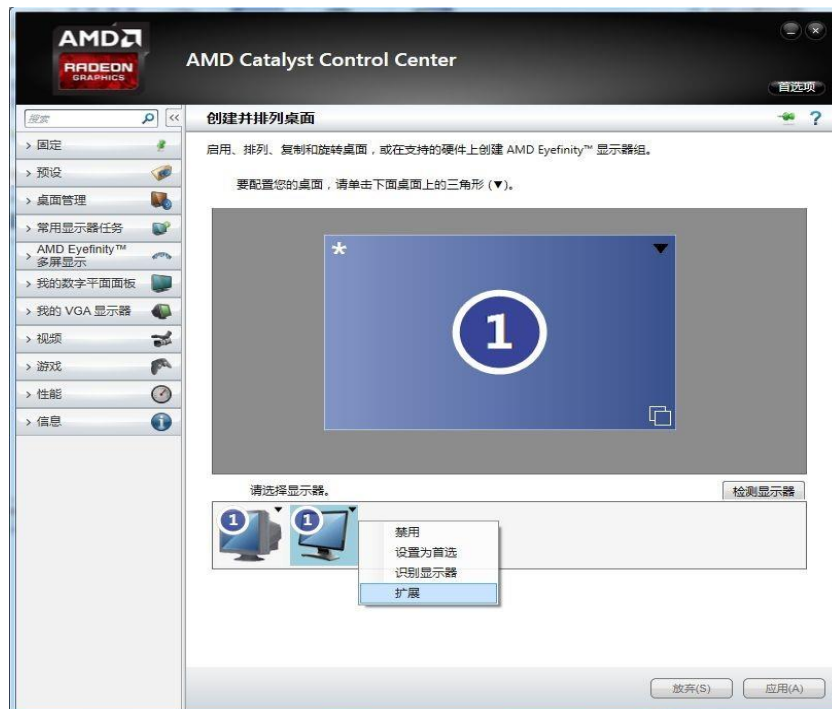 AMD
RADEON
GRAPHICS
AMD Catalyst Control Center
首选项
搜索
创建并排列桌面
固定
预设
桌面管理
常用显示器任务
AMD Eyefinity™
多屏显示
我的数字平面面板
我的 VGA 显示器
视频
游戏
性能
信息
启用、排列、复制和旋转桌面，或在支持的硬件上创建 AMD Eyefinity™ 显示器组。
要配置您的桌面，请单击下面桌面上的三角形 (▼)。
1
请选择显示器。
检测显示器
1
1
禁用
设置为首选
识别显示器
扩展
放弃(S)
应用(A)